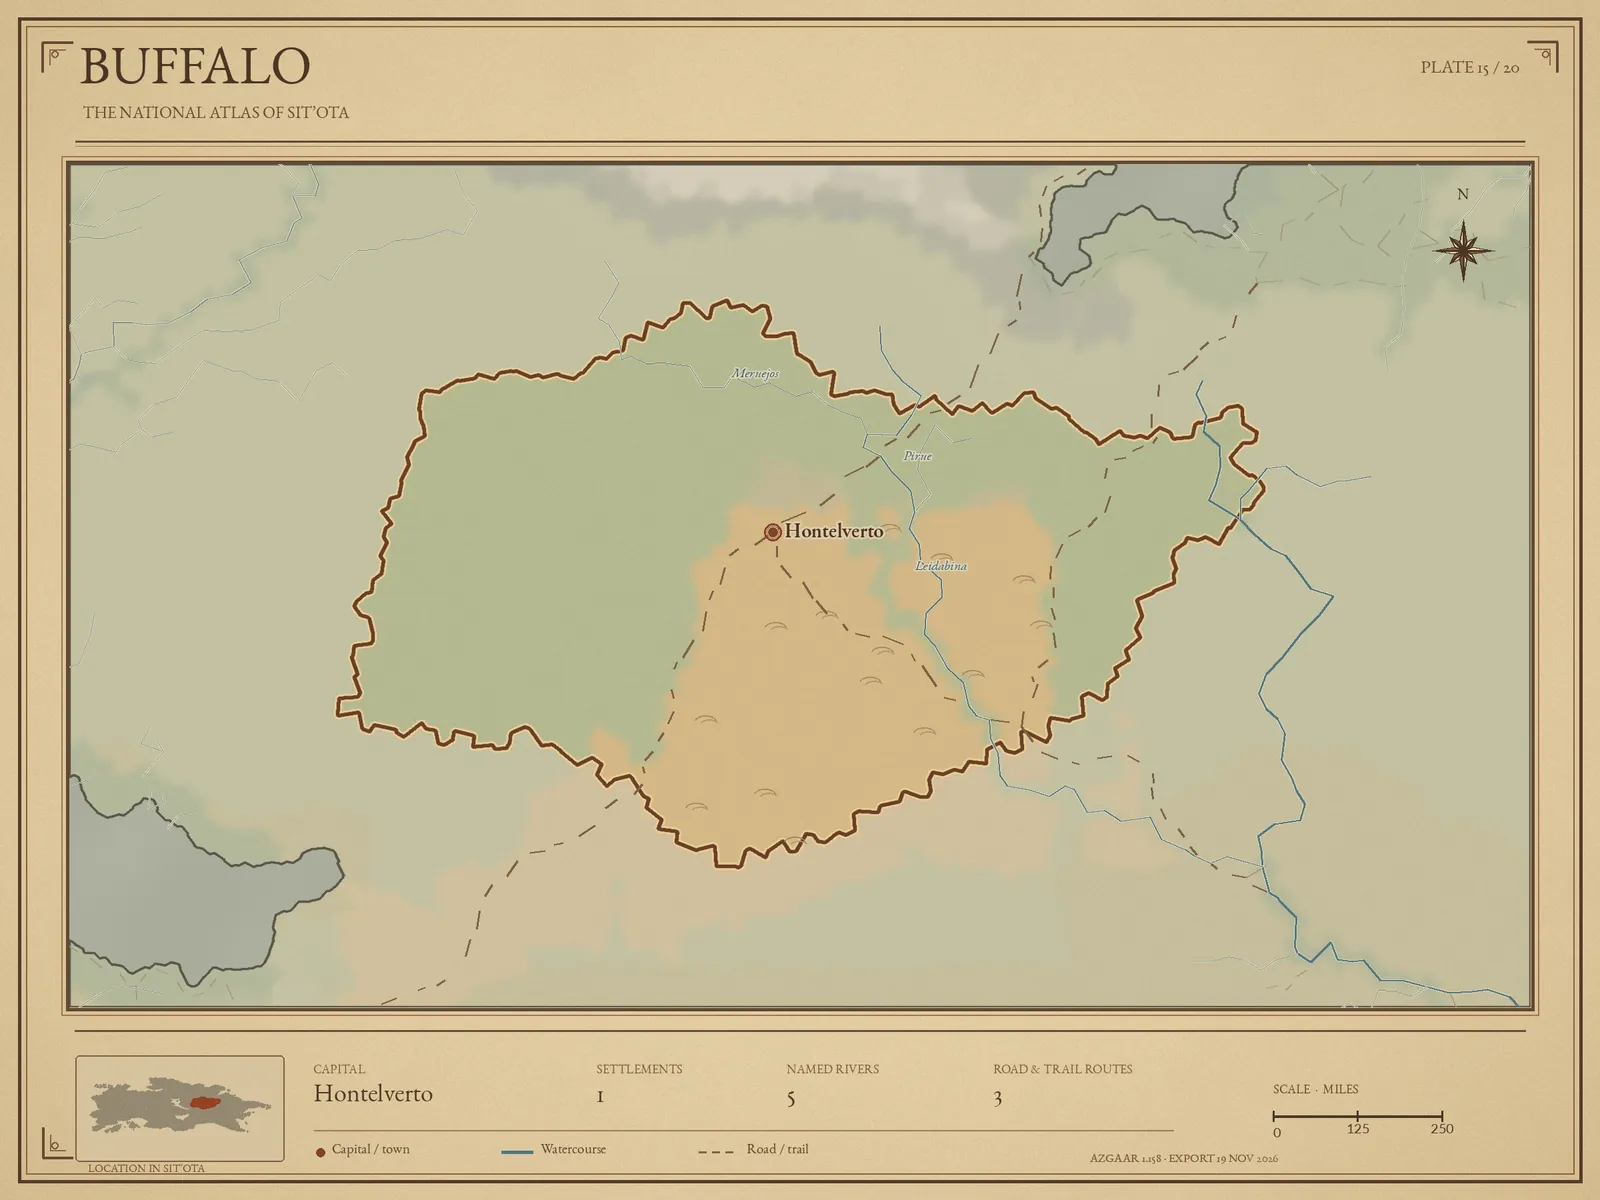 BUFFALO
THE NATIONAL ATLAS OF SIT'OTA
PLATE 15 / 20
N
Meruejos
Pirue
Hontelverto
Leidabina
CAPITAL
Hontelverto
SETTLEMENTS
1
NAMED RIVERS
5
ROAD & TRAIL ROUTES
3
SCALE · MILES
0 125 250
Capital / town
Watercourse
Road / trail
LOCATION IN SIT'OTA
AZGAAR 1.158 · EXPORT 19 NOV 2026